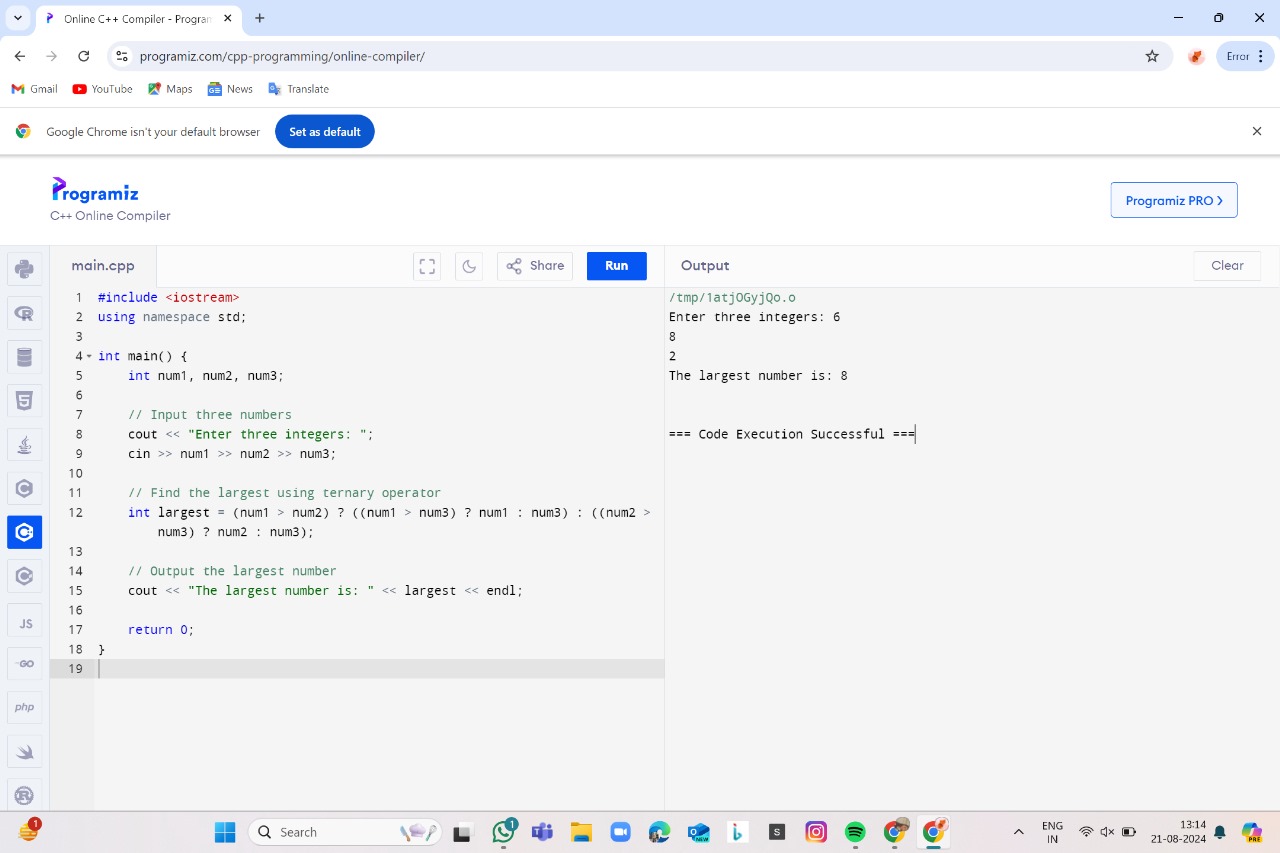 Online C++ Compiler - Program
programiz.com/cpp-programming/online-compiler/
Error
Gmail
YouTube
Maps
News
Translate
Google Chrome isn't your default browser
Set as default
Programiz
C++ Online Compiler
Programiz PRO >
main.cpp
Share
Run
Output
Clear
1 #include <iostream>
2 using namespace std;
3
4 int main() {
5     int num1, num2, num3;
6
7     // Input three numbers
8     cout << "Enter three integers: ";
9     cin >> num1 >> num2 >> num3;
10
11     // Find the largest using ternary operator
12     int largest = (num1 > num2) ? ((num1 > num3) ? num1 : num3) : ((num2 >
num3) ? num2 : num3);
13
14     // Output the largest number
15     cout << "The largest number is: " << largest << endl;
16
17     return 0;
18 }
19
/tmp/1atjOGyjQo.o
Enter three integers: 6
8
2
The largest number is: 8
=== Code Execution Successful ===
JS
GO
php
1
Search
1
NEW
S
ENG
IN
13:14
21-08-2024
PRE